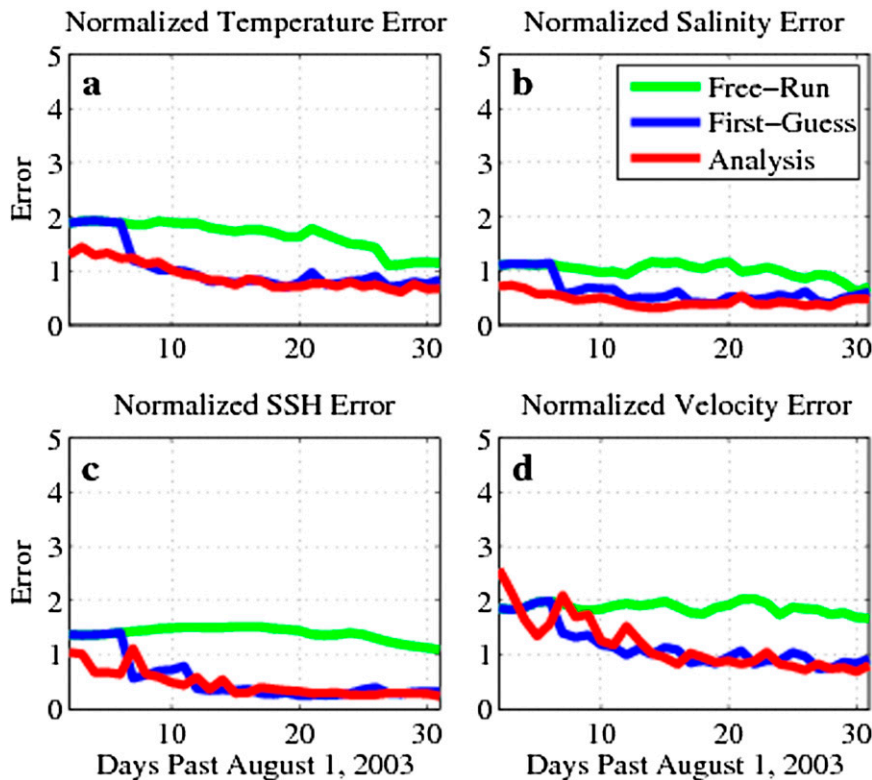 Normalized Temperature Error
Normalized Salinity Error
5
4
3
2
1
0
10
20
30
Error
a
5
4
3
2
1
0
10
20
30
b
Free-Run
First-Guess
Analysis
Normalized SSH Error
Normalized Velocity Error
5
4
3
2
1
0
10
20
30
Error
c
Days Past August 1, 2003
5
4
3
2
1
0
10
20
30
d
Days Past August 1, 2003